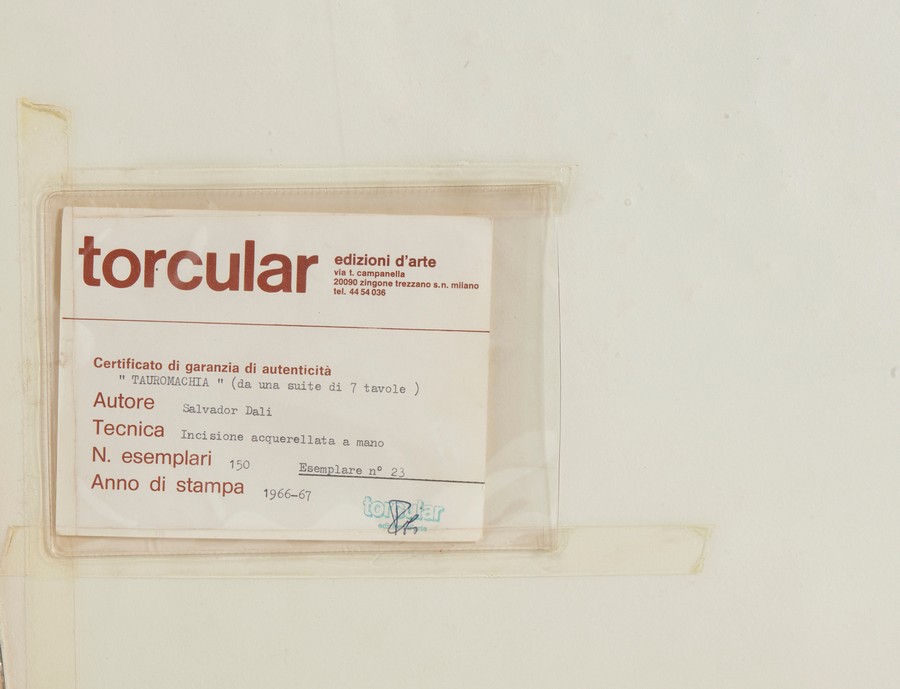 torcular
edizioni d'arte
via t. campanella
20090 zingone trezzano s.n. milano
tel. 44 54 036
Certificato di garanzia di autenticità
" TAUROMACHIA " (da una suite di 7 tavole )
Autore Salvador Dali
Tecnica Incisione acquerellata a mano
N. esemplari 150 Esemplare n° 23
Anno di stampa 1966-67
torcular